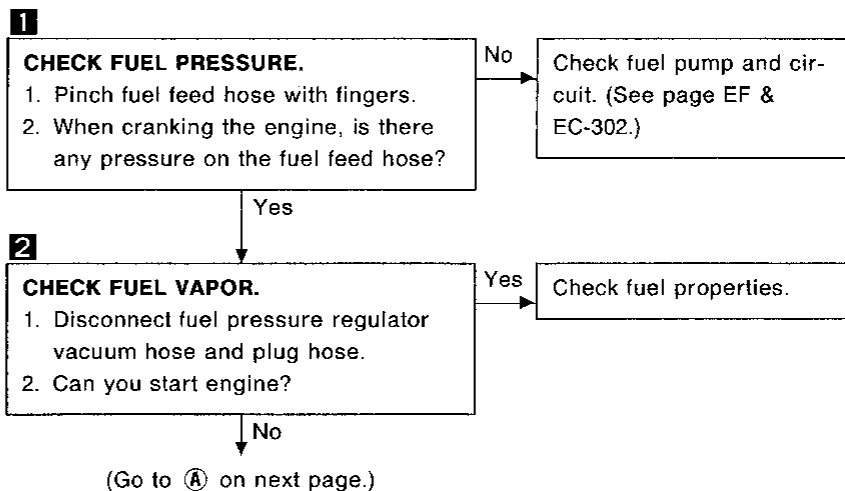 1
CHECK FUEL PRESSURE.
1. Pinch fuel feed hose with fingers.
2. When cranking the engine, is there
any pressure on the fuel feed hose?
No
Check fuel pump and cir-
cuit. (See page EF &
EC-302.)
Yes
2
CHECK FUEL VAPOR.
1. Disconnect fuel pressure regulator
vacuum hose and plug hose.
2. Can you start engine?
Yes
Check fuel properties.
No
(Go to Ⓐ on next page.)